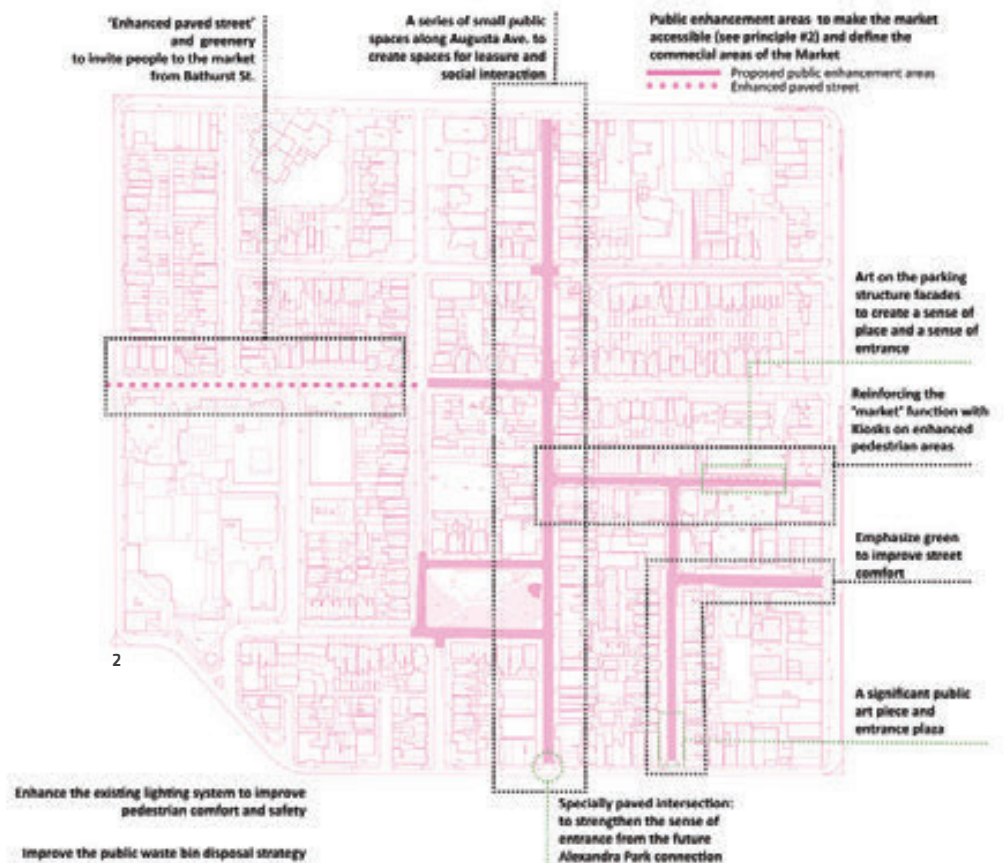 'Enhanced paved street'
and greenery
to invite people to the market
from Bathurst St.
A series of small public
spaces along Augusta Ave. to
create spaces for leasure and
social interaction
Public enhancement areas to make the market
accessible (see principle #2) and define the
commecial areas of the Market
Proposed public enhancement areas
Enhanced paved street
Art on the parking
structure facades
to create a sense of
place and a sense of
entrance
Reinforcing the
'market' function with
Kiosks on enhanced
pedestrian areas
Emphasize green
to improve street
comfort
2
A significant public
art piece and
entrance plaza
Enhance the existing lighting system to improve
pedestrian comfort and safety
Improve the public waste bin disposal strategy
Specially paved intersection:
to strengthen the sense of
entrance from the future
Alexandra Park connection